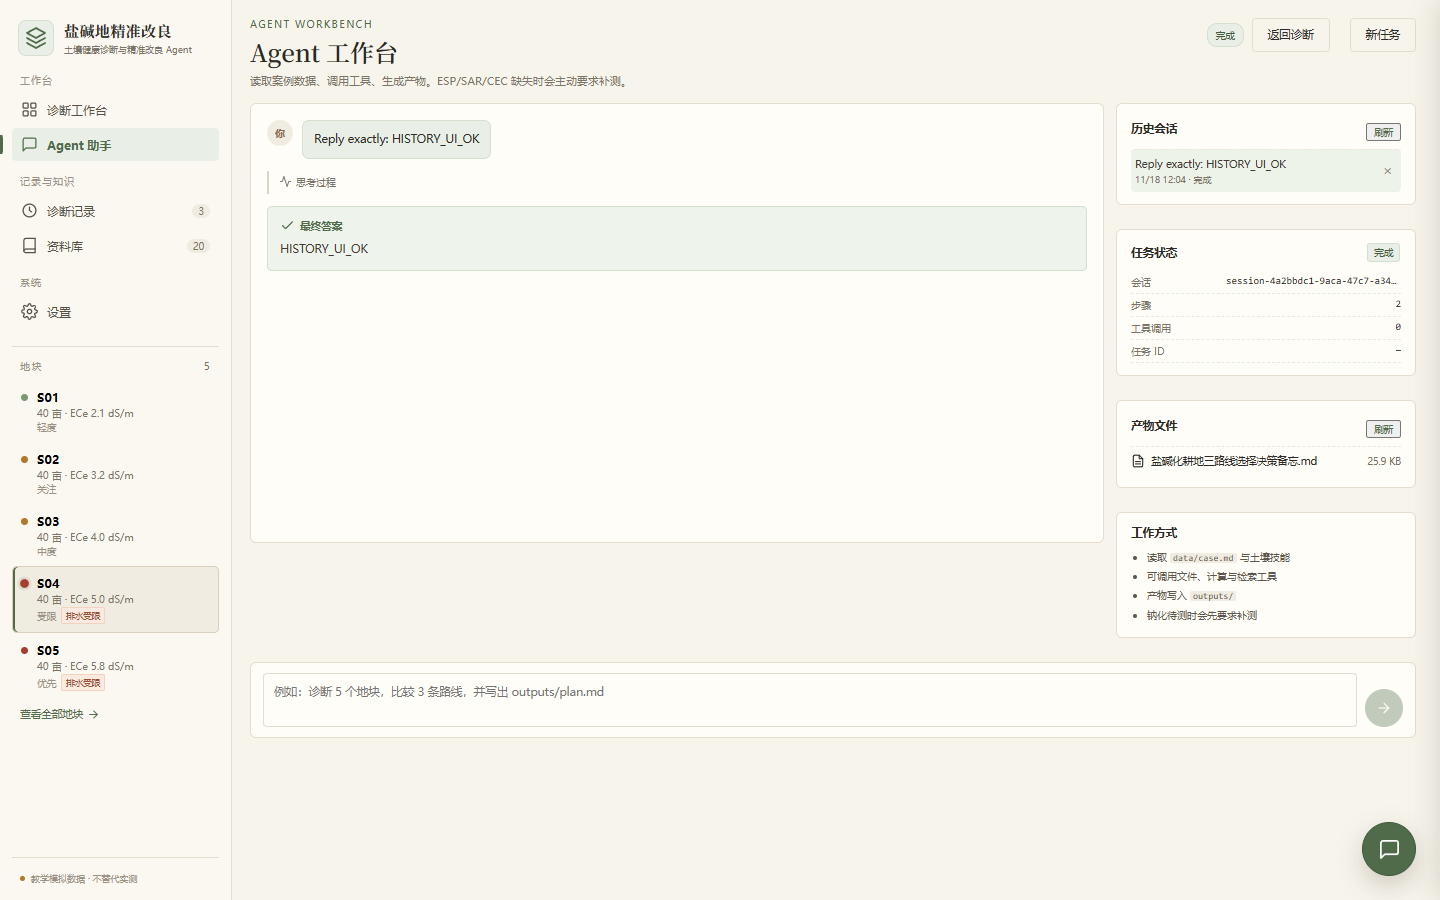 盐碱地精准改良
土壤健康诊断与精准改良 Agent
工作台
诊断工作台
Agent 助手
记录与知识
诊断记录 3
资料库 20
系统
设置
地块 5
S01
40 亩 · ECe 2.1 dS/m
轻度
S02
40 亩 · ECe 3.2 dS/m
关注
S03
40 亩 · ECe 4.0 dS/m
中度
S04
40 亩 · ECe 5.0 dS/m
受限 排水受限
S05
40 亩 · ECe 5.8 dS/m
优先 排水受限
查看全部地块 →
教学模拟数据 · 不替代实测
AGENT WORKBENCH
Agent 工作台
读取案例数据、调用工具、生成产物。ESP/SAR/CEC 缺失时会主动要求补测。
完成 返回诊断 新任务
你 Reply exactly: HISTORY_UI_OK
思考过程
最终答案
HISTORY_UI_OK
历史会话 刷新
Reply exactly: HISTORY_UI_OK ×
11/18 12:04 · 完成
任务状态 完成
会话 session-4a2bbdc1-9aca-47c7-a34…
步骤 2
工具调用 0
任务 ID —
产物文件 刷新
盐碱化耕地三路线选择决策备忘.md 25.9 KB
工作方式
读取 data/case.md 与土壤技能
可调用文件、计算与检索工具
产物写入 outputs/
钠化待测时会先要求补测
例如：诊断 5 个地块，比较 3 条路线，并写出 outputs/plan.md